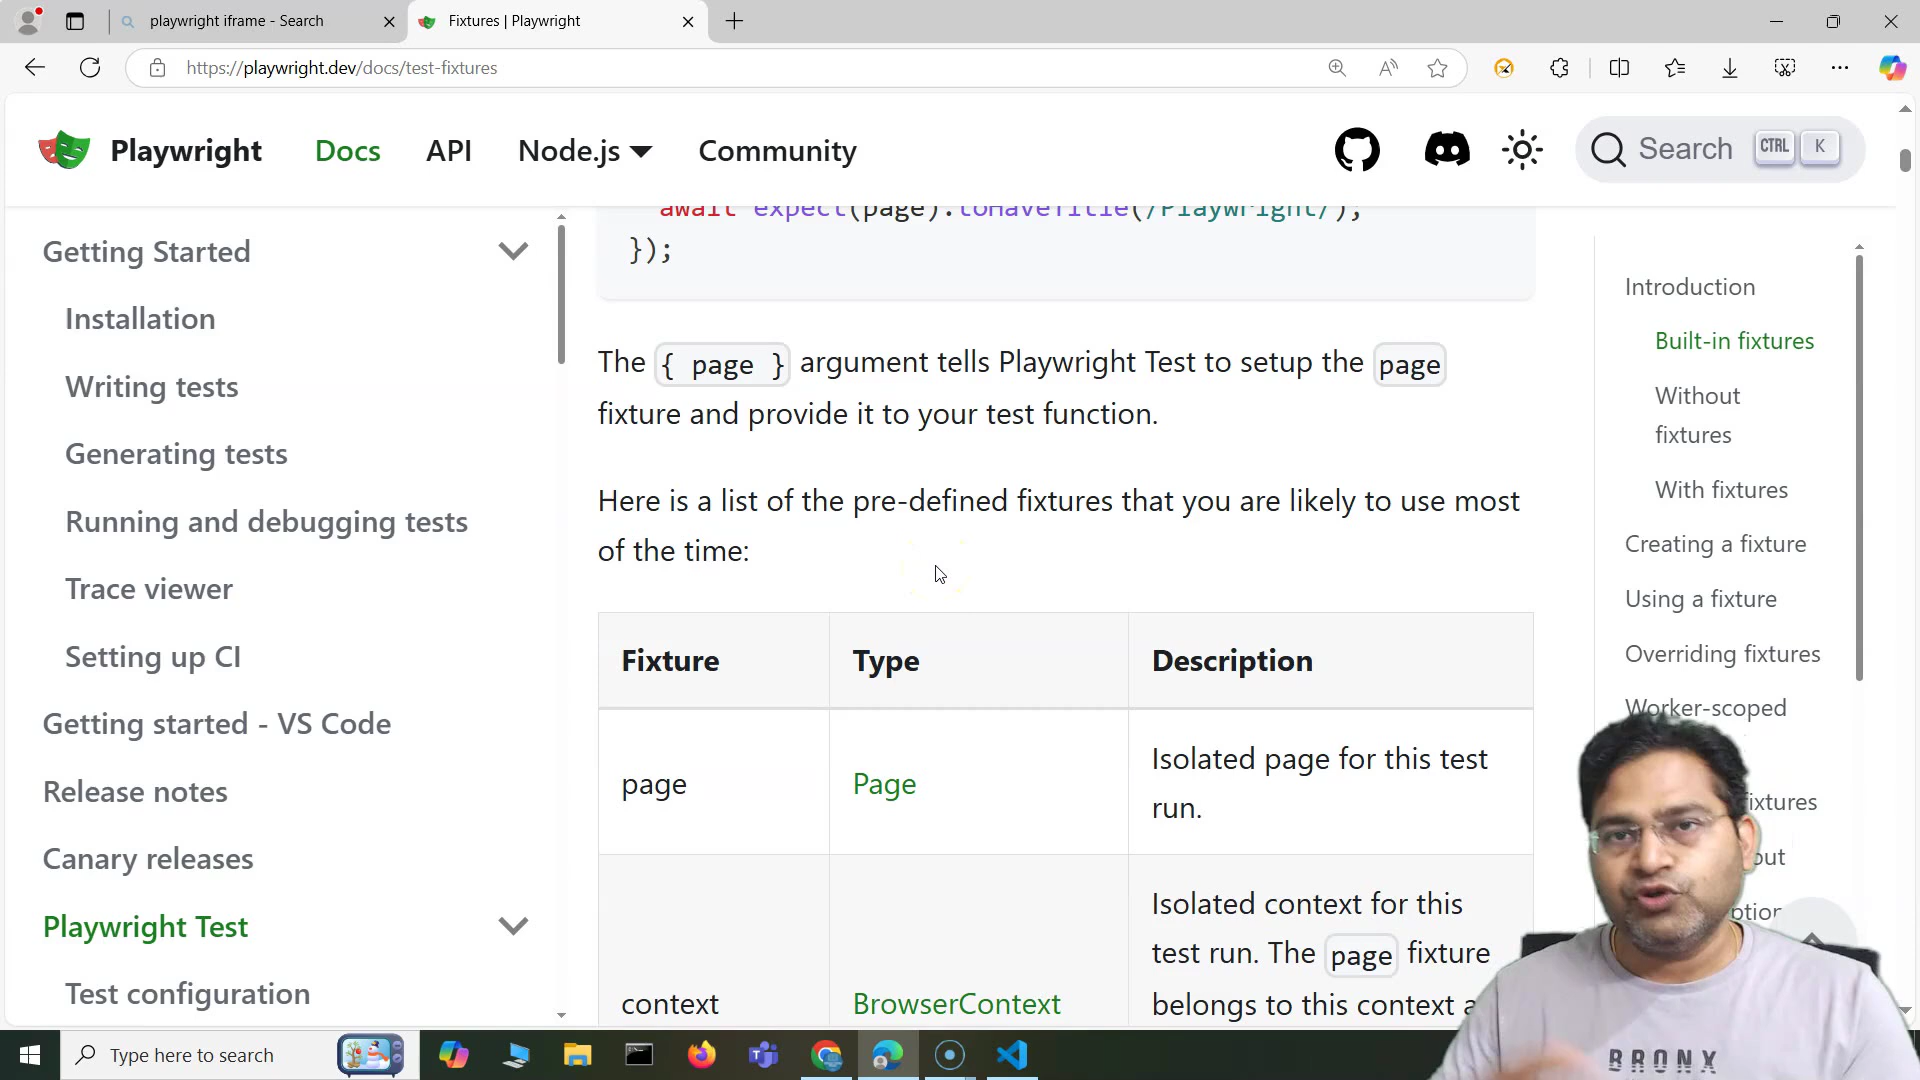 playwright iframe - Search
Fixtures | Playwright
https://playwright.dev/docs/test-fixtures
Playwright
Docs
API
Node.js
Community
Search
CTRL
K
Getting Started
Installation
Writing tests
Generating tests
Running and debugging tests
Trace viewer
Setting up CI
Getting started - VS Code
Release notes
Canary releases
Playwright Test
Test configuration
await expect(page).toHaveTitle(/Playwright/);
});
The { page } argument tells Playwright Test to setup the page
fixture and provide it to your test function.
Here is a list of the pre-defined fixtures that you are likely to use most
of the time:
Fixture
Type
Description
page
Page
Isolated page for this test
run.
context
BrowserContext
Isolated context for this
test run. The page fixture
belongs to this context
Introduction
Built-in fixtures
Without
fixtures
With fixtures
Creating a fixture
Using a fixture
Overriding fixtures
Worker-scoped
BRONX
Type here to search